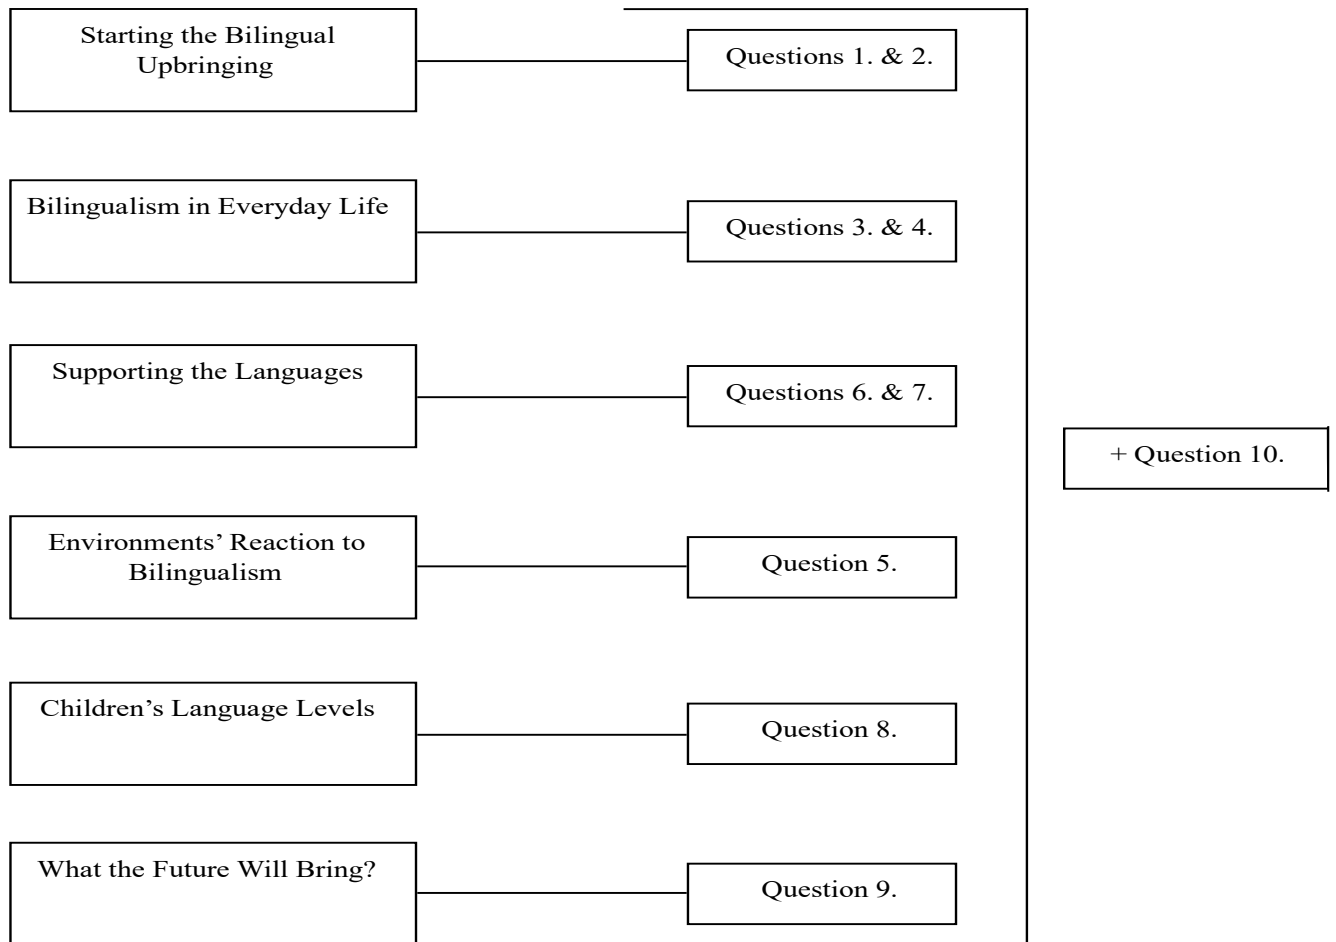 Starting the Bilingual
Upbringing
Questions 1. & 2.
Bilingualism in Everyday Life
Questions 3. & 4.
Supporting the Languages
Questions 6. & 7.
+ Question 10.
Environments’ Reaction to
Bilingualism
Question 5.
Children’s Language Levels
Question 8.
What the Future Will Bring?
Question 9.